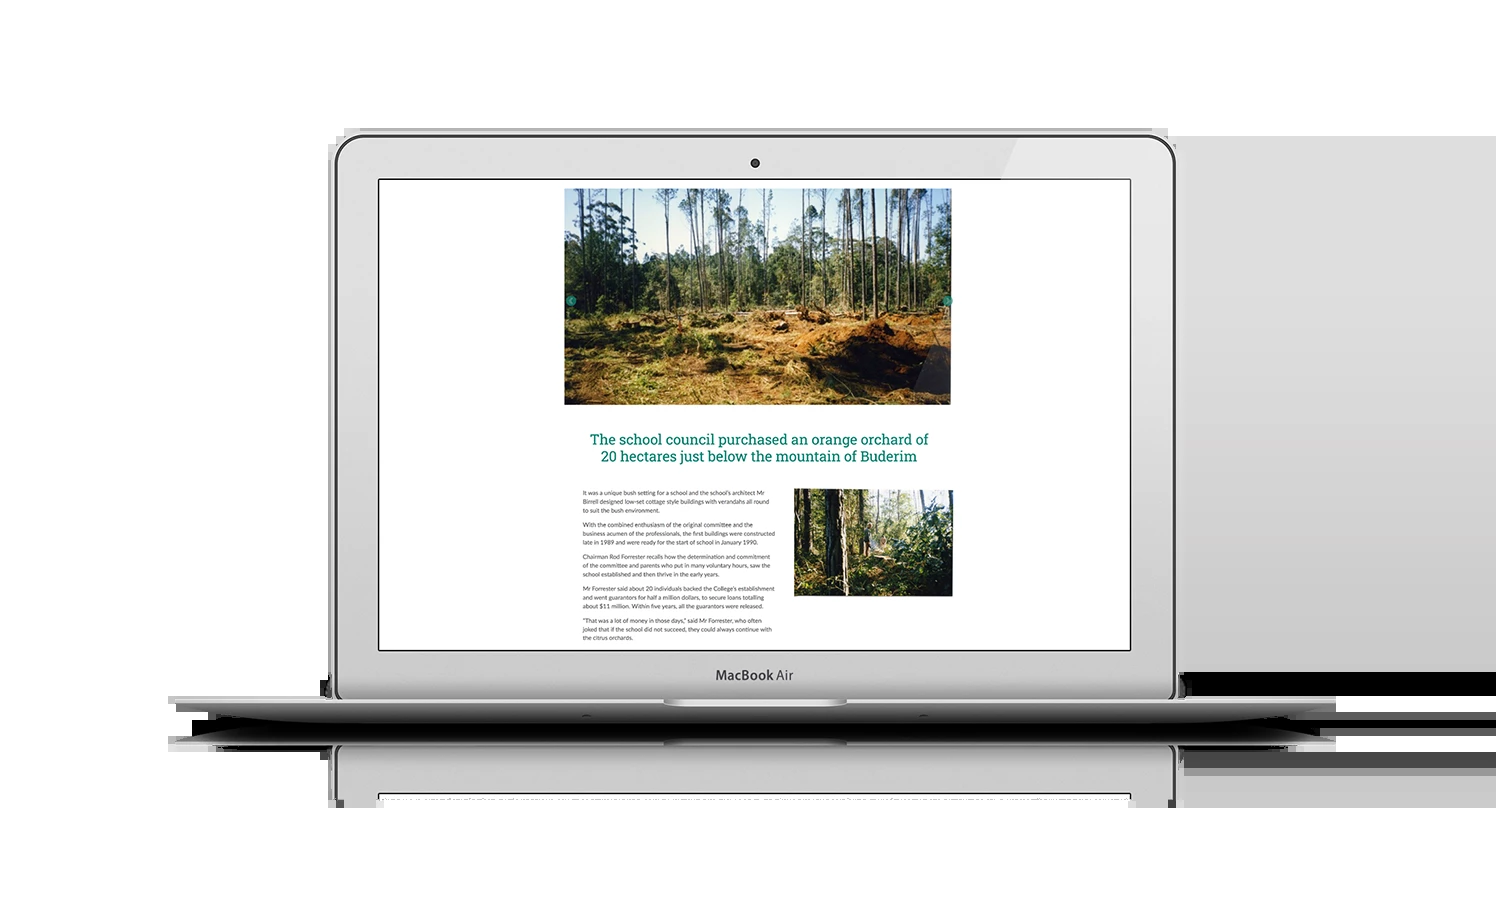 The school council purchased an orange orchard of
20 hectares just below the mountain of Buderim
It was a unique bush setting for a school and the school's architect Mr
Birrell designed low-set cottage style buildings with verandahs all round
to suit the bush environment.
With the combined enthusiasm of the original committee and the
business acumen of the professionals, the first buildings were constructed
late in 1989 and were ready for the start of school in January 1990.
Chairman Rod Forrester recalls how the determination and commitment
of the committee and parents who put in many voluntary hours, saw the
school established and then thrive in the early years.
Mr Forrester said about 20 individuals backed the College's establishment
and went guarantors for half a million dollars, to secure loans totalling
about $11 million. Within five years, all the guarantors were released.
"That was a lot of money in those days," said Mr Forrester, who often
joked that if the school did not succeed, they could always continue with
the citrus orchards.
MacBook Air